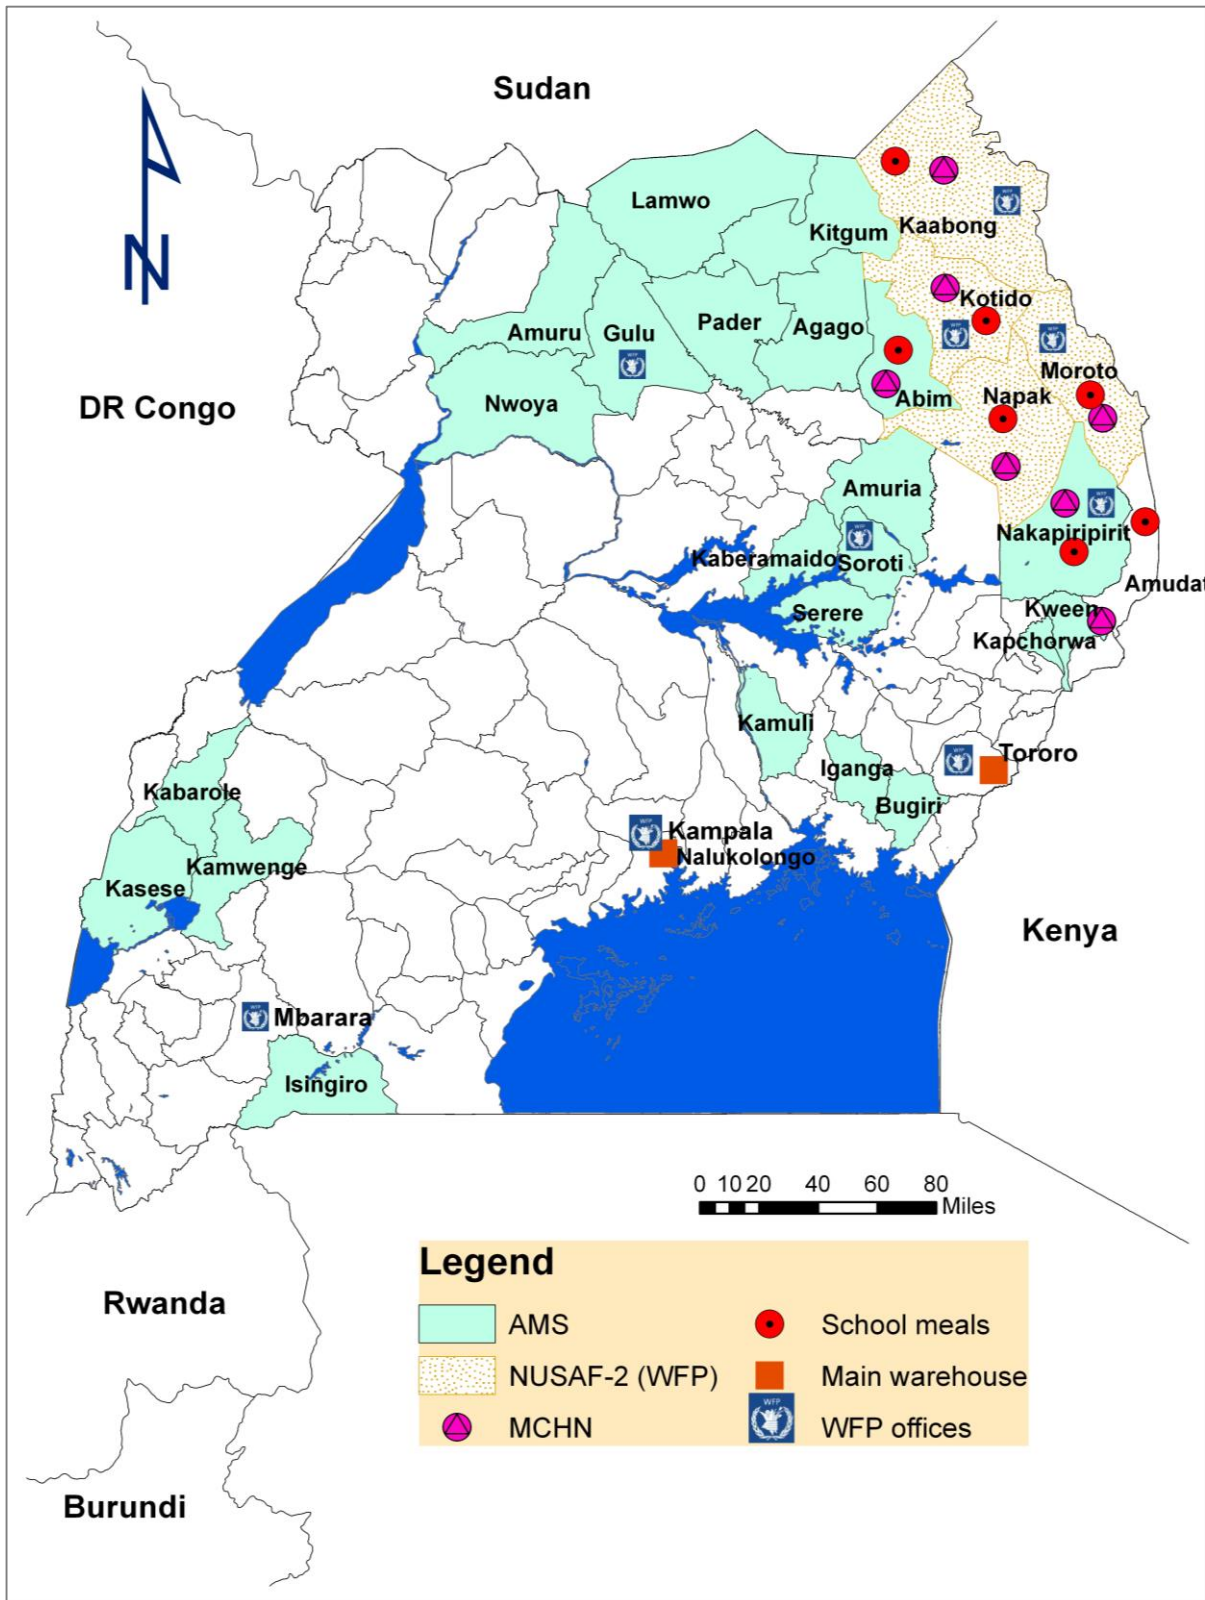 Sudan
Lamwo
Kitgum
Kaabong
Kotido
Amuru
Gulu
Pader
Agago
Moroto
DR Congo
Nwoya
Abim
Napak
Amuria
Nakapiripirit
Kaberamaido
Soroti
Amudat
Serere
Kween
Kapchorwa
Kamuli
Tororo
Iganga
Kabarole
Bugiri
Kampala
Nalukolongo
Kamwenge
Kasese
Kenya
Mbarara
Isingiro
N
0 10 20 40 60 80
Miles
Rwanda
Burundi
Legend
AMS
School meals
NUSAF-2 (WFP)
Main warehouse
MCHN
WFP
WFP offices